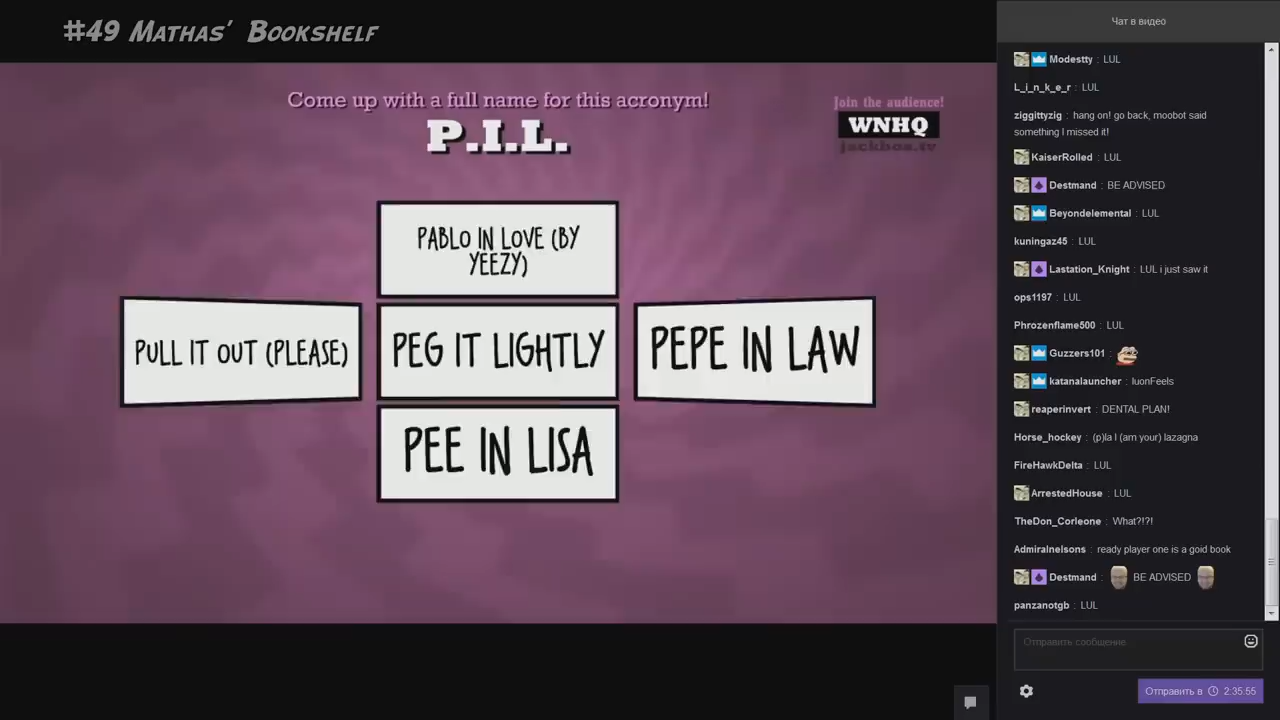 #49 Mathas' Bookshelf
Come up with a full name for this acronym!
P.I.L.
Join the audience!
WNHQ
jackbox.tv
PABLO IN LOVE (BY
YEEZY)
PULL IT OUT (PLEASE)
PEG IT LIGHTLY
PEPE IN LAW
PEE IN LISA
Чат в видео
Modestty : LUL
L_i_n_k_e_r : LUL
ziggittyzig : hang on! go back, moobot said
something I missed it!
KaiserRolled : LUL
Destmand : BE ADVISED
Beyondelemental : LUL
kuningaz45 : LUL
Lastation_Knight : LUL i just saw it
ops1197 : LUL
Phrozenflame500 : LUL
Guzzers101 :
katanalauncher : luonFeels
reaperinvert : DENTAL PLAN!
Horse_hockey : (p)la I (am your) lazagna
FireHawkDelta : LUL
ArrestedHouse : LUL
TheDon_Corleone : What?!?!
Admiralnelsons : ready player one is a goid book
Destmand : BE ADVISED
panzanotgb : LUL
Отправить сообщение
Отправить в 2:35:55